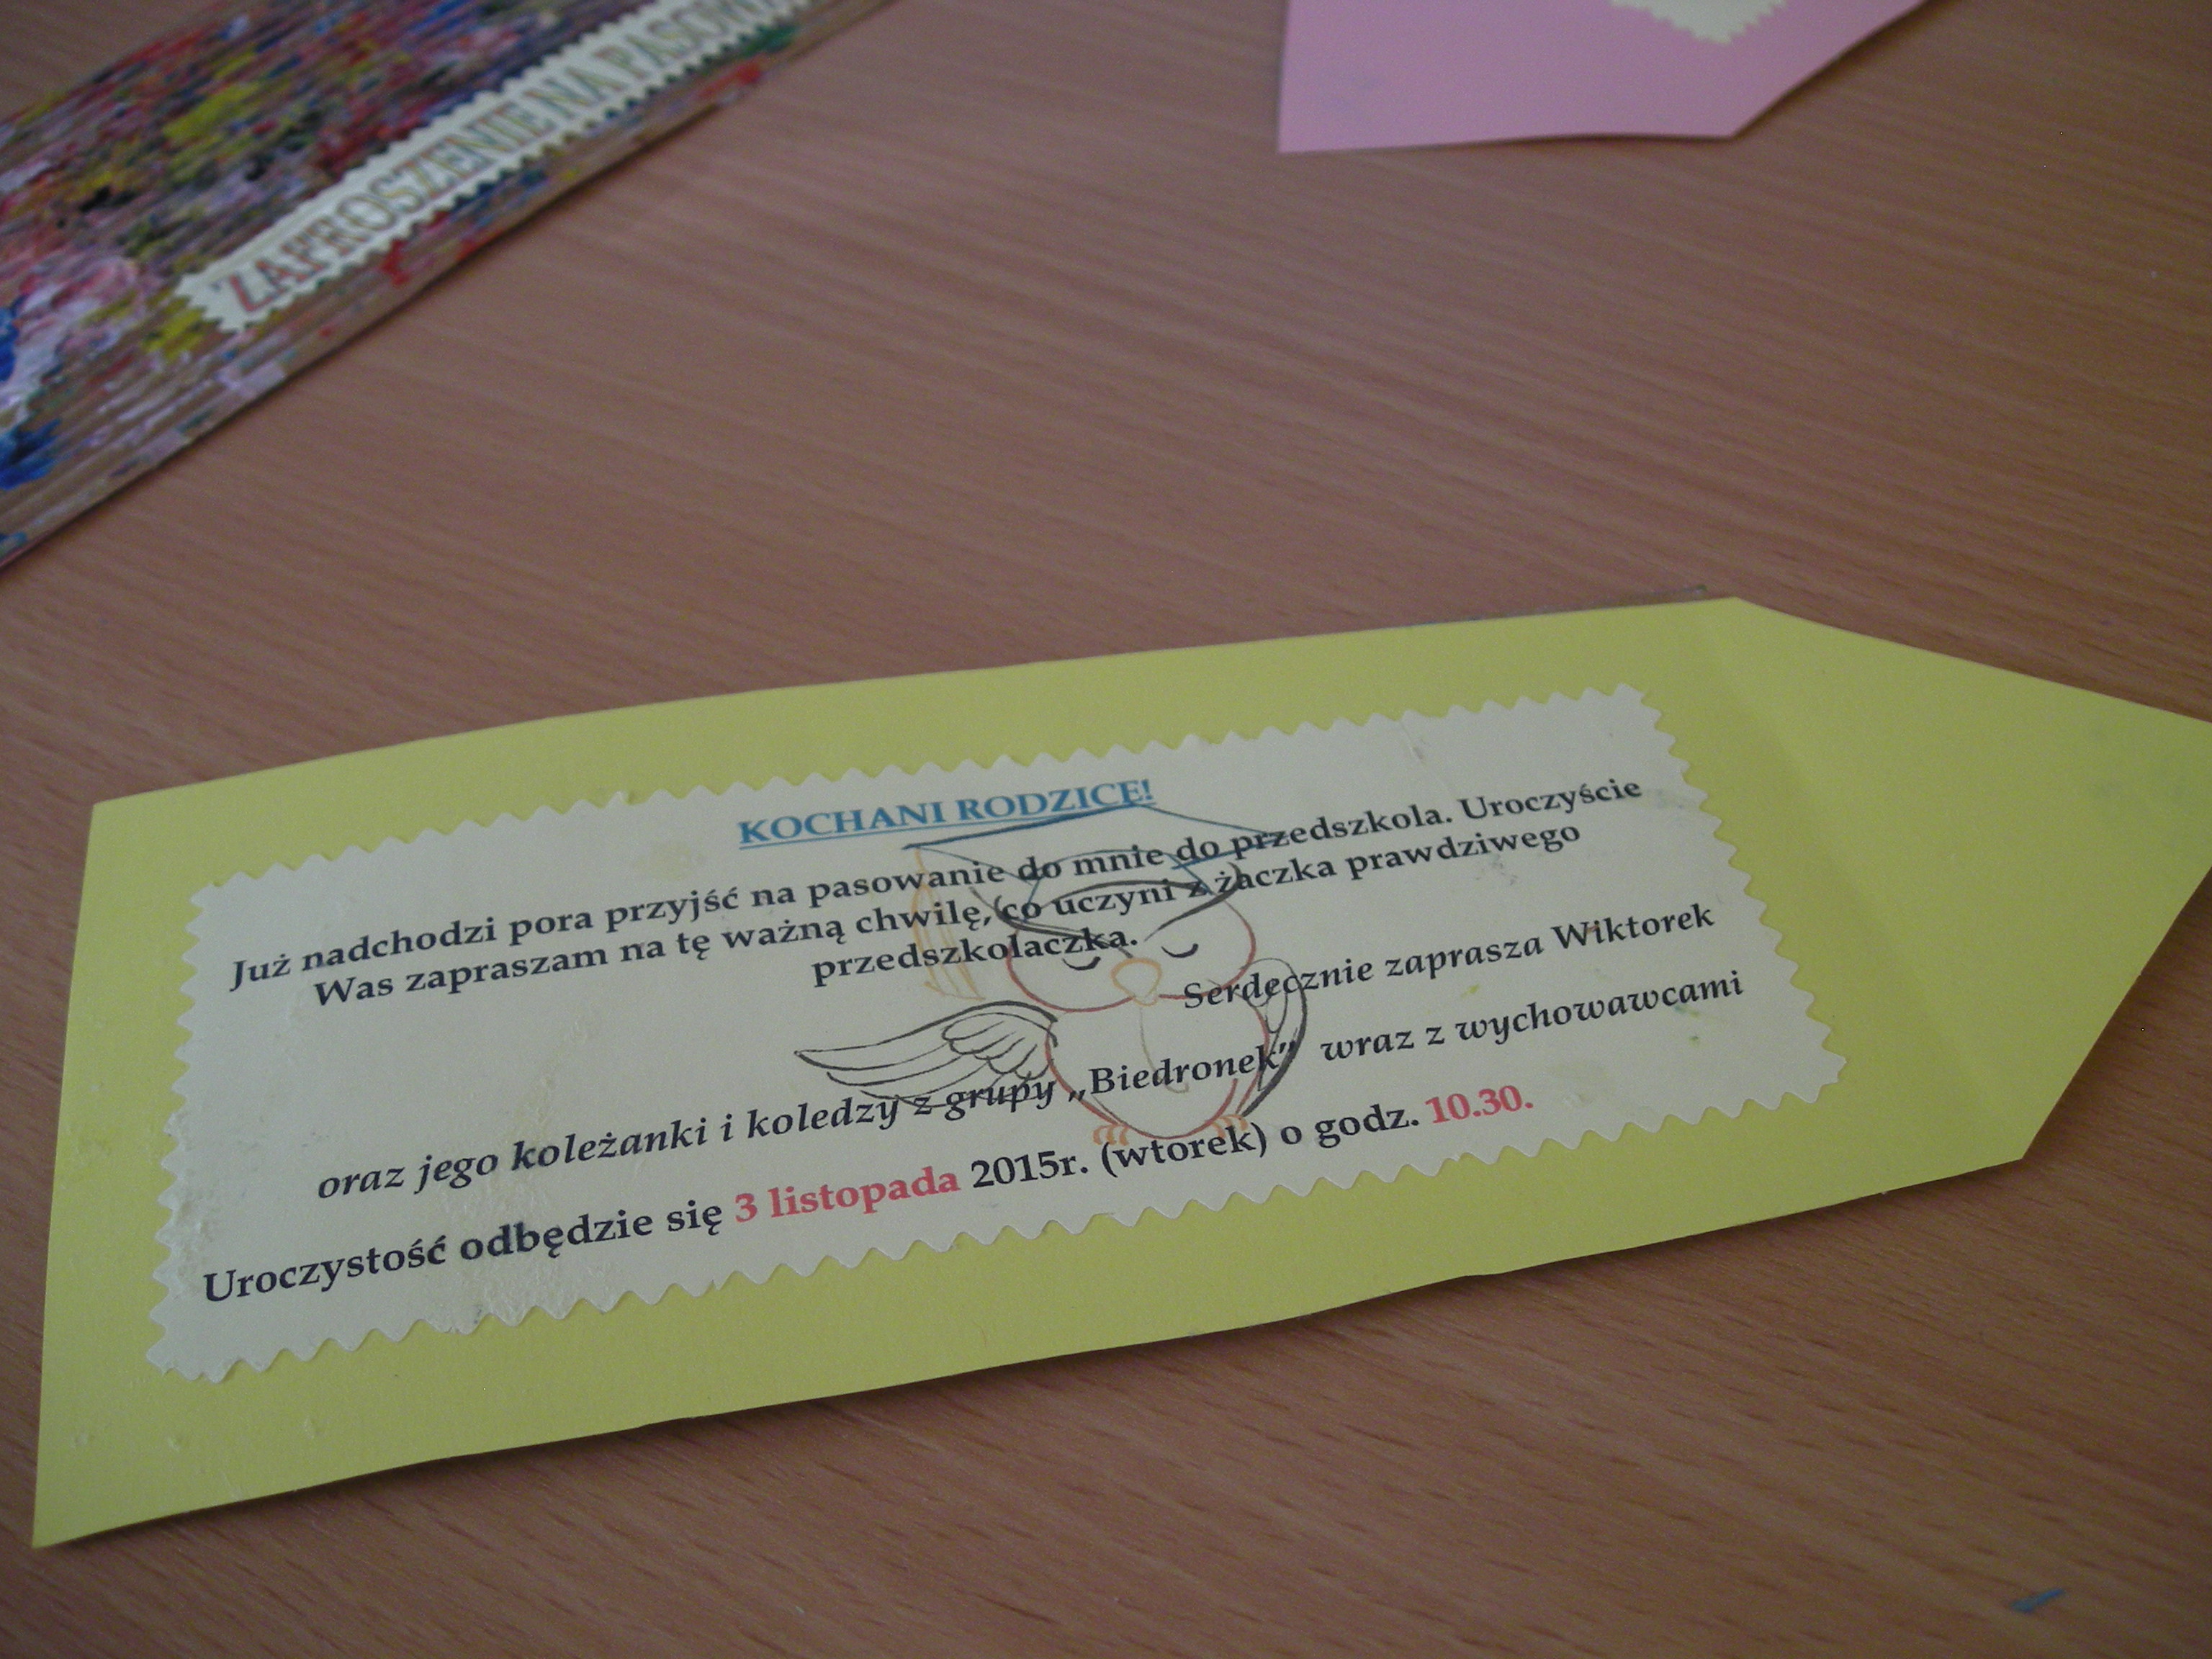 ZAPROSZENIE NA
KOCHANI RODZICE!
Już nadchodzi pora przyjść na pasowanie do mnie do przedszkola. Uroczyście
Was zapraszam na tę ważną chwilę, co uczyni z żaczka prawdziwego
przedszkolaczka.
Serdecznie zaprasza Wiktorek
oraz jego koleżanki i koledzy z grupy „Biedronek” wraz z wychowawcami
Uroczystość odbędzie się 3 listopada 2015r. (wtorek) o godz. 10.30.